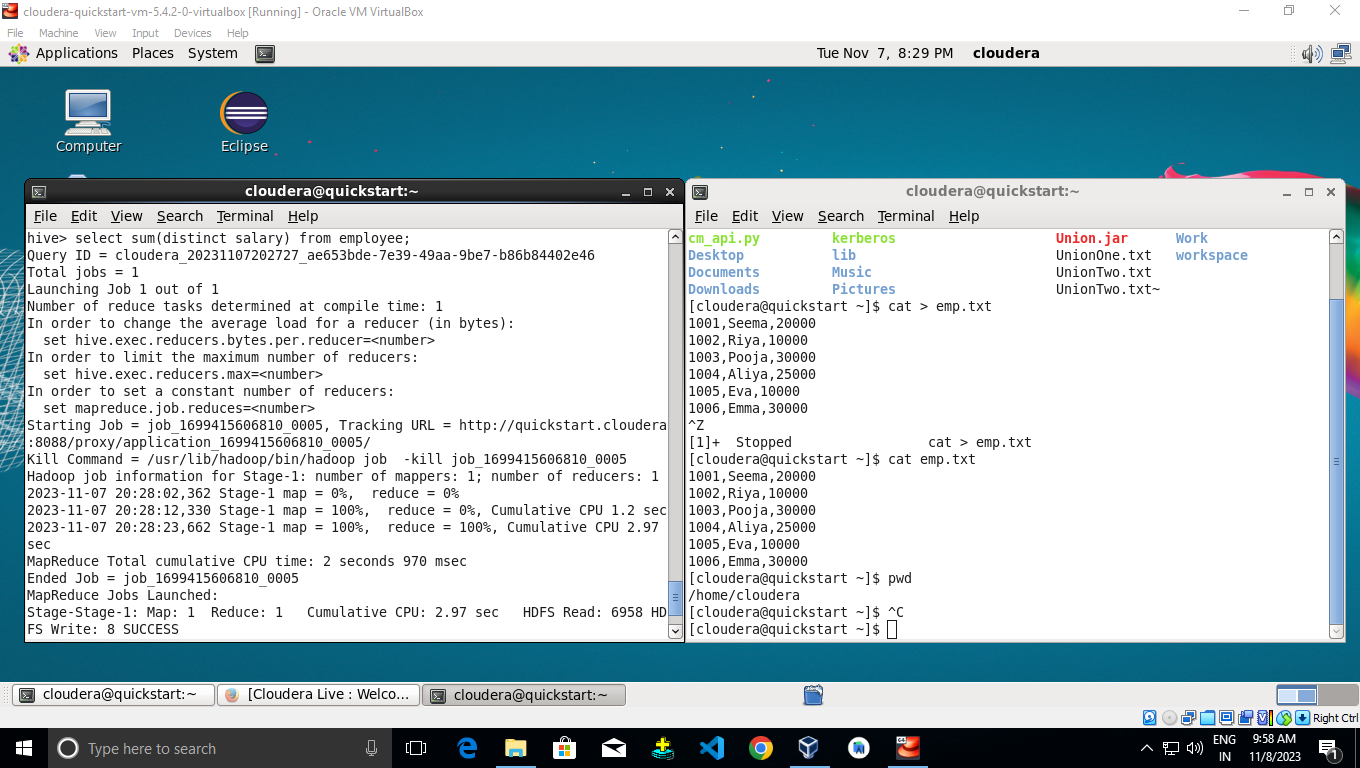 cloudera-quickstart-vm-5.4.2-0-virtualbox [Running] - Oracle VM VirtualBox
File Machine View Input Devices Help
Applications Places System
Tue Nov 7, 8:29 PM cloudera
Computer
Eclipse
cloudera@quickstart:~
File Edit View Search Terminal Help
hive> select sum(distinct salary) from employee;
Query ID = cloudera_20231107202727_ae653bde-7e39-49aa-9be7-b86b84402e46
Total jobs = 1
Launching Job 1 out of 1
Number of reduce tasks determined at compile time: 1
In order to change the average load for a reducer (in bytes):
  set hive.exec.reducers.bytes.per.reducer=<number>
In order to limit the maximum number of reducers:
  set hive.exec.reducers.max=<number>
In order to set a constant number of reducers:
  set mapreduce.job.reduces=<number>
Starting Job = job_1699415606810_0005, Tracking URL = http://quickstart.cloudera
:8088/proxy/application_1699415606810_0005/
Kill Command = /usr/lib/hadoop/bin/hadoop job  -kill job_1699415606810_0005
Hadoop job information for Stage-1: number of mappers: 1; number of reducers: 1
2023-11-07 20:28:02,362 Stage-1 map = 0%,  reduce = 0%
2023-11-07 20:28:12,330 Stage-1 map = 100%,  reduce = 0%, Cumulative CPU 1.2 sec
2023-11-07 20:28:23,662 Stage-1 map = 100%,  reduce = 100%, Cumulative CPU 2.97
sec
MapReduce Total cumulative CPU time: 2 seconds 970 msec
Ended Job = job_1699415606810_0005
MapReduce Jobs Launched:
Stage-Stage-1: Map: 1  Reduce: 1   Cumulative CPU: 2.97 sec   HDFS Read: 6958 HD
FS Write: 8 SUCCESS
cloudera@quickstart:~
File Edit View Search Terminal Help
cm_api.py kerberos Union.jar Work
Desktop lib UnionOne.txt workspace
Documents Music UnionTwo.txt
Downloads Pictures UnionTwo.txt~
[cloudera@quickstart ~]$ cat > emp.txt
1001,Seema,20000
1002,Riya,10000
1003,Pooja,30000
1004,Aliya,25000
1005,Eva,10000
1006,Emma,30000
^Z
[1]+  Stopped                 cat > emp.txt
[cloudera@quickstart ~]$ cat emp.txt
1001,Seema,20000
1002,Riya,10000
1003,Pooja,30000
1004,Aliya,25000
1005,Eva,10000
1006,Emma,30000
[cloudera@quickstart ~]$ pwd
/home/cloudera
[cloudera@quickstart ~]$ ^C
[cloudera@quickstart ~]$
cloudera@quickstart:~
[Cloudera Live : Welco...
cloudera@quickstart:~
Right Ctrl
Type here to search
ENG
IN
9:58 AM
11/8/2023
1